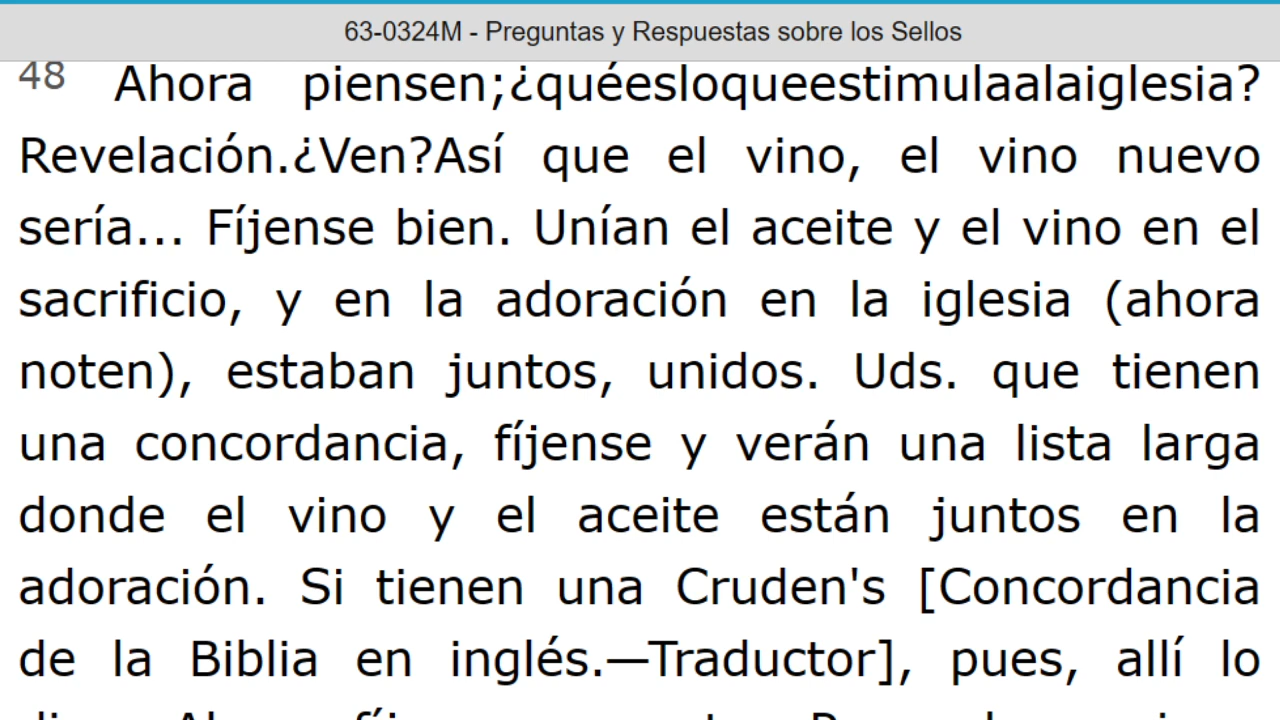 63-0324M - Preguntas y Respuestas sobre los Sellos
48 Ahora piensen;¿quéesloqueestimulaalaiglesia?
Revelación.¿Ven?Así que el vino, el vino nuevo
sería... Fíjense bien. Unían el aceite y el vino en el
sacrificio, y en la adoración en la iglesia (ahora
noten), estaban juntos, unidos. Uds. que tienen
una concordancia, fíjense y verán una lista larga
donde el vino y el aceite están juntos en la
adoración. Si tienen una Cruden's [Concordancia
de la Biblia en inglés.—Traductor], pues, allí lo